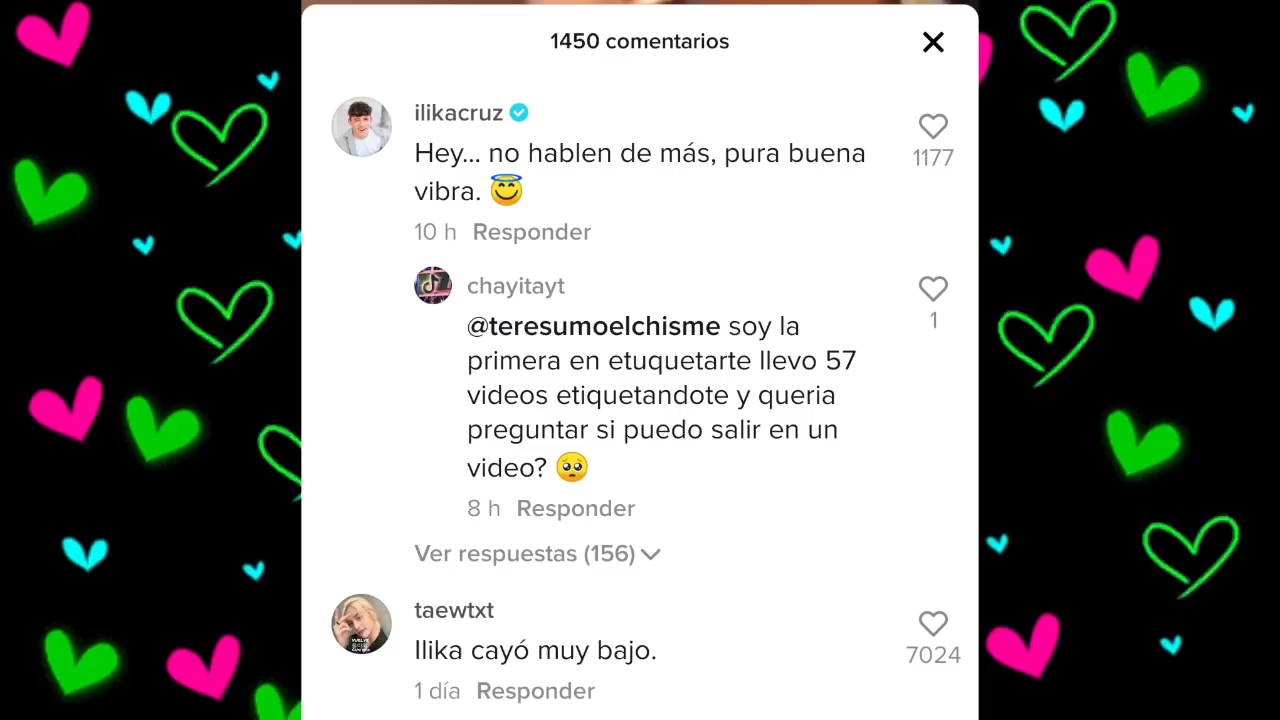 1450 comentarios
ilikacruz
Hey... no hablen de más, pura buena
vibra. 😇
1177
10 h Responder
chayitayt
@teresumoelchisme soy la
primera en etuquetarte llevo 57
videos etiquetandote y queria
preguntar si puedo salir en un
video? 🥺
1
8 h Responder
Ver respuestas (156)
taewtxt
Ilika cayó muy bajo.
7024
1 día Responder